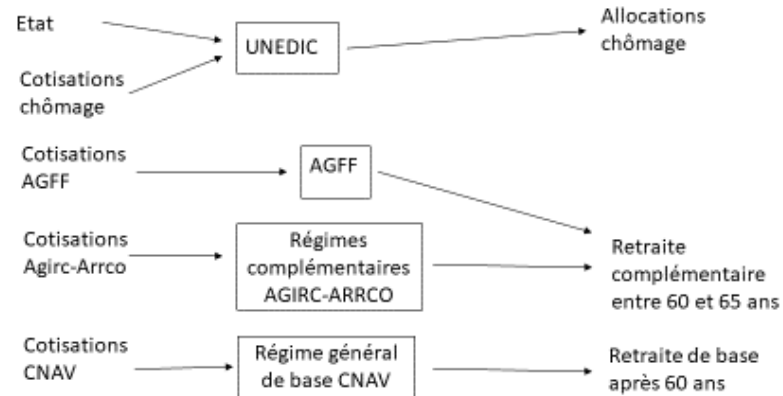 Etat
Cotisations
chômage
UNEDIC
Allocations
chômage
Cotisations
AGFF
AGFF
Cotisations
Agirc-Arrco
Régimes
complémentaires
AGIRC-ARRCO
Retraite
complémentaire
entre 60 et 65 ans
Cotisations
CNAV
Régime général
de base CNAV
Retraite de base
après 60 ans